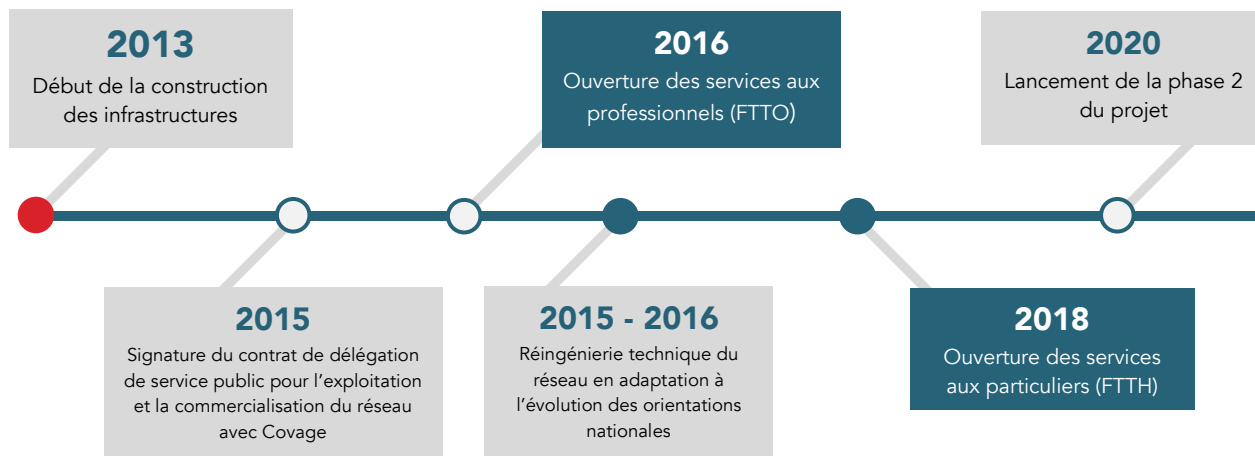 2013
Début de la construction
des infrastructures
2015
Signature du contrat de délégation
de service public pour l'exploitation
et la commercialisation du réseau
avec Covage
2016
Ouverture des services aux
professionnels (FTTO)
2015 - 2016
Réingénierie technique du
réseau en adaptation à
l'évolution des orientations
nationales
2018
Ouverture des services
aux particuliers (FTTH)
2020
Lancement de la phase 2
du projet